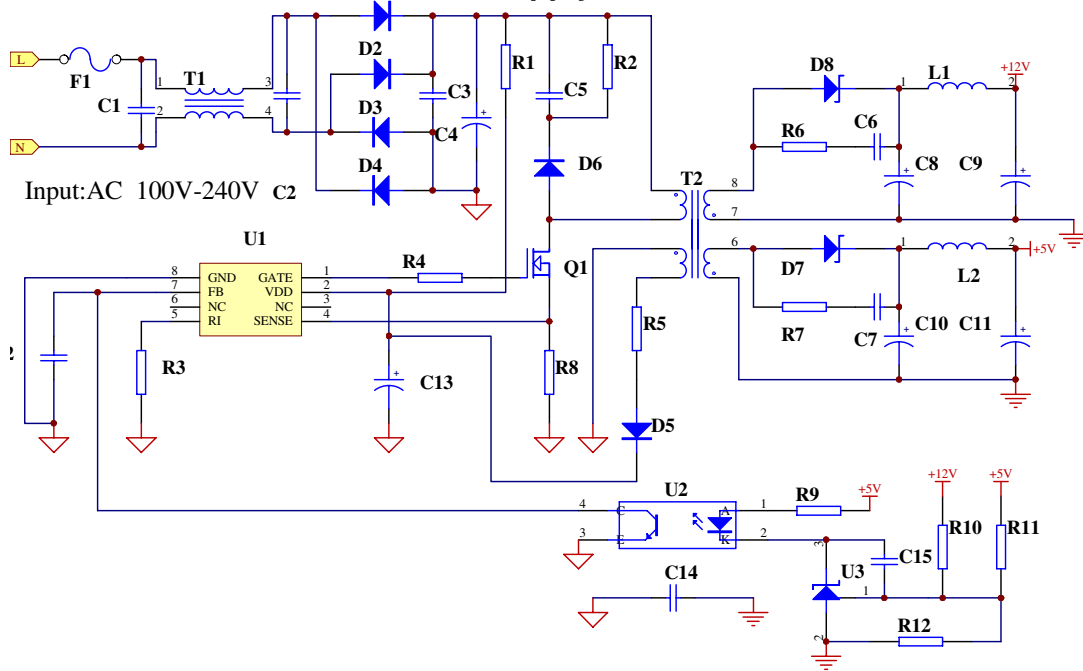 L
F1
C1
N
1
2
T1
3
4
D2
D3
D4
C3
C4
R1
C5
R2
D6
Input:AC 100V-240V C2
T2
8
7
6
D8
1
L1
2
+12V
R6
C6
C8
C9
D7
1
L2
2
+5V
R7
C7
C10
C11
U1
8 GND GATE 1
7 FB VDD 2
6 NC NC 3
5 RI SENSE 4
R4
Q1
R3
C13
R8
R5
D5
U2
4 C A 1
3 E K 2
R9
+5V
+12V
+5V
R10
R11
C15
3
U3
1
2
R12
C14